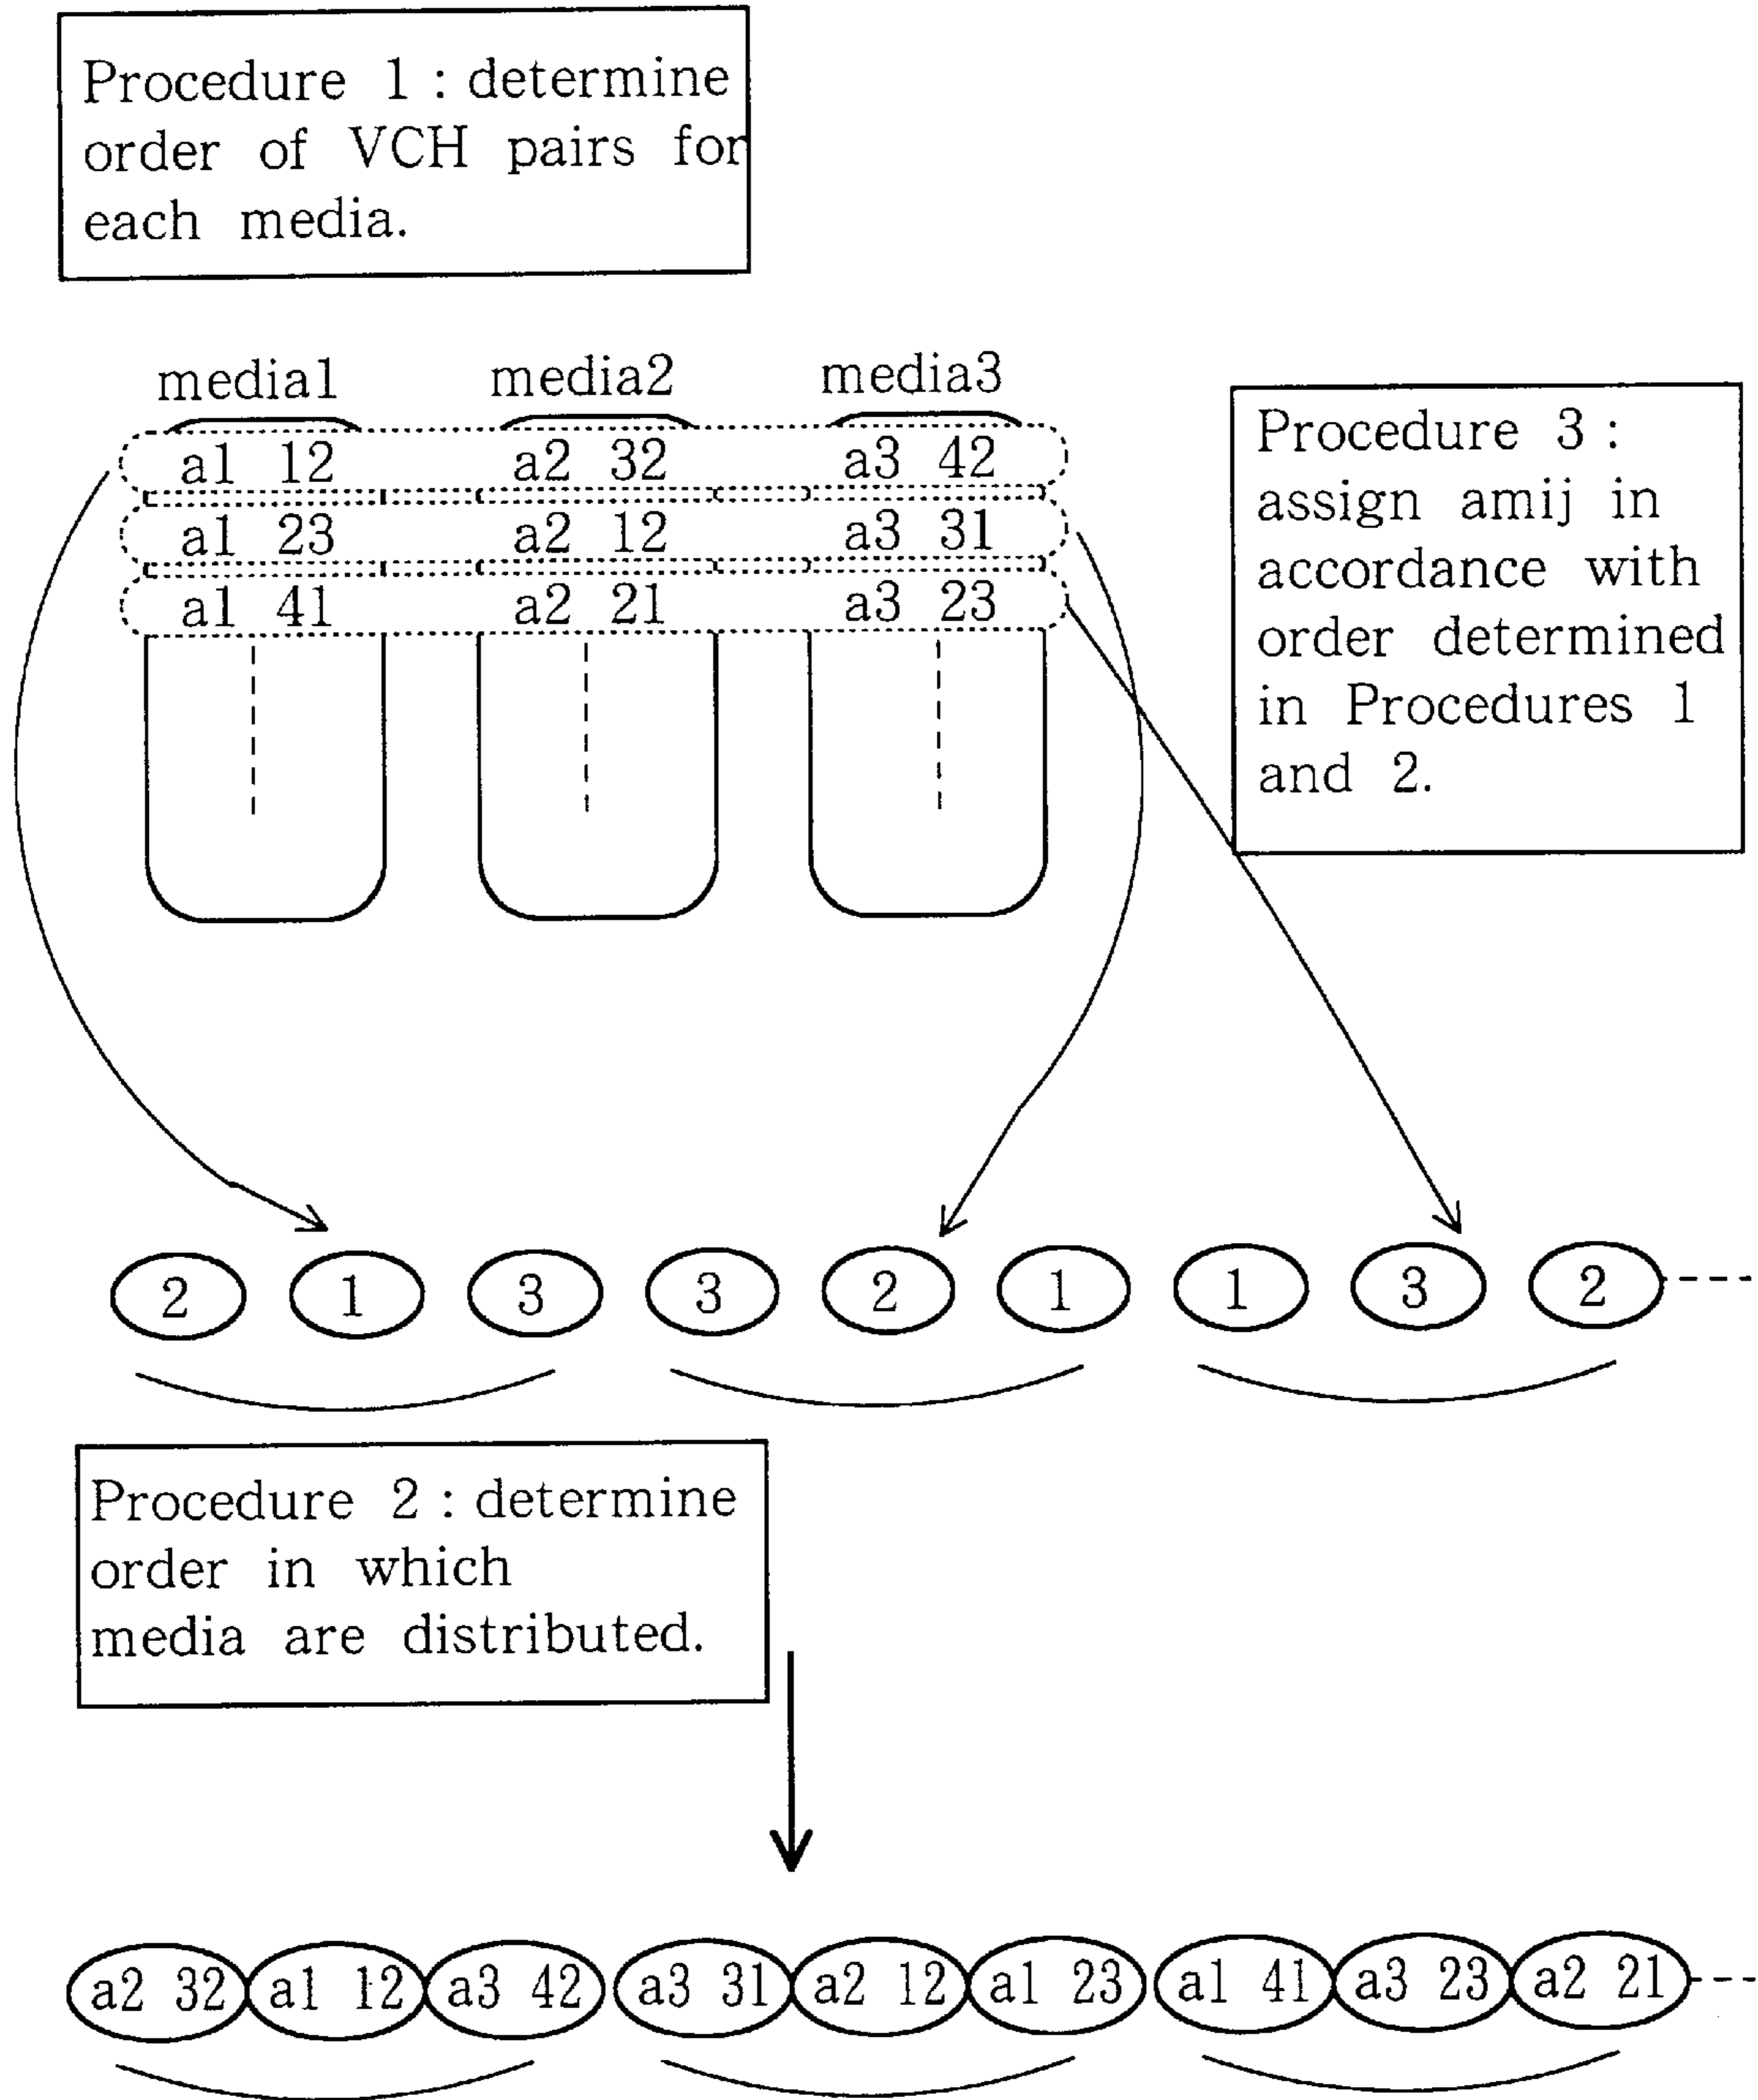 Procedure 1 : determine
order of VCH pairs for
each media.
media1 media2 media3
a1 12 a2 32 a3 42
a1 23 a2 12 a3 31
a1 41 a2 21 a3 23
Procedure 3 :
assign amij in
accordance with
order determined
in Procedures 1
and 2.
2 1 3 3 2 1 1 3 2
Procedure 2 : determine
order in which
media are distributed.
a2 32 a1 12 a3 42 a3 31 a2 12 a1 23 a1 41 a3 23 a2 21